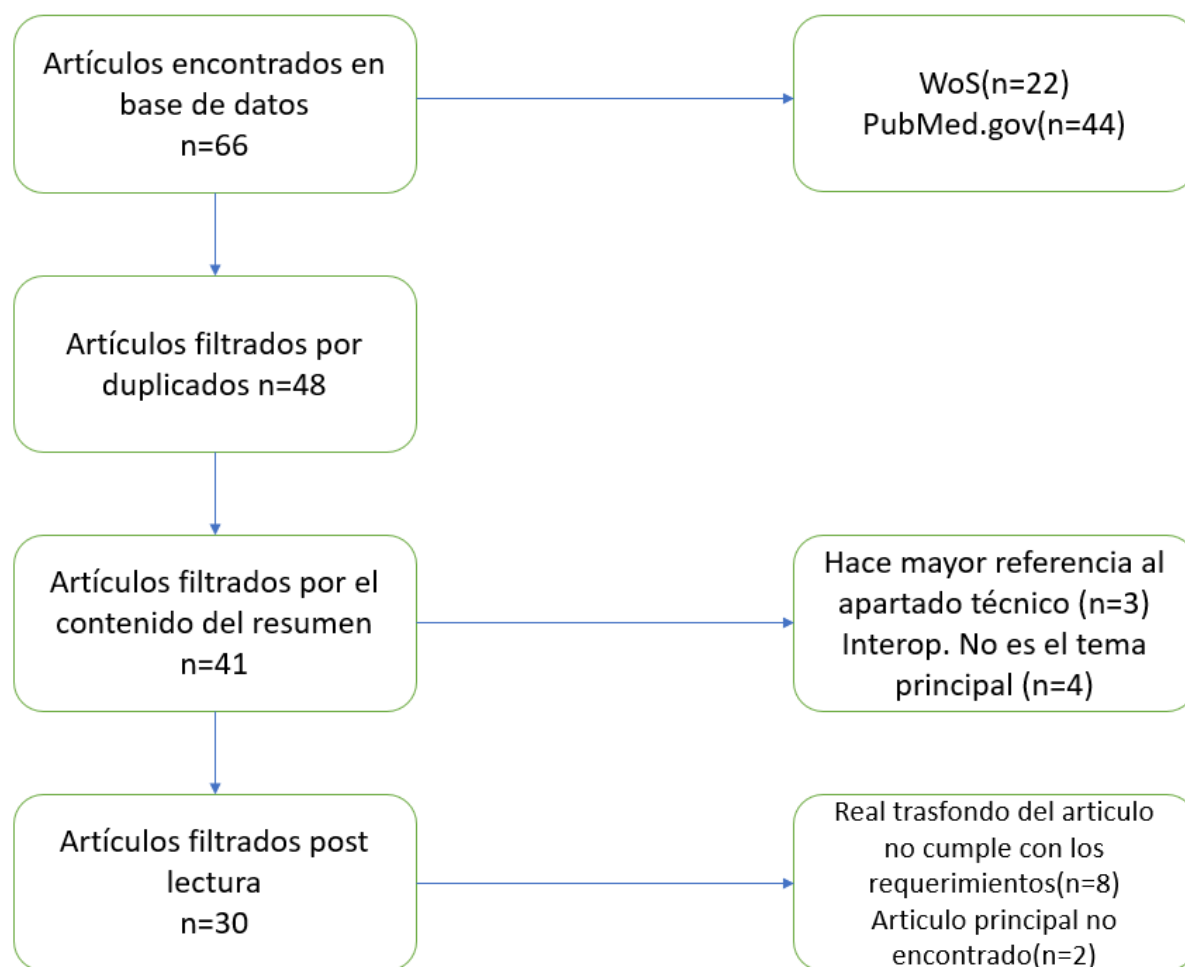 Artículos encontrados en
base de datos
n=66
WoS(n=22)
PubMed.gov(n=44)
Artículos filtrados por
duplicados n=48
Artículos filtrados por el
contenido del resumen
n=41
Hace mayor referencia al
apartado técnico (n=3)
Interop. No es el tema
principal (n=4)
Artículos filtrados post
lectura
n=30
Real trasfondo del articulo
no cumple con los
requerimientos(n=8)
Articulo principal no
encontrado(n=2)